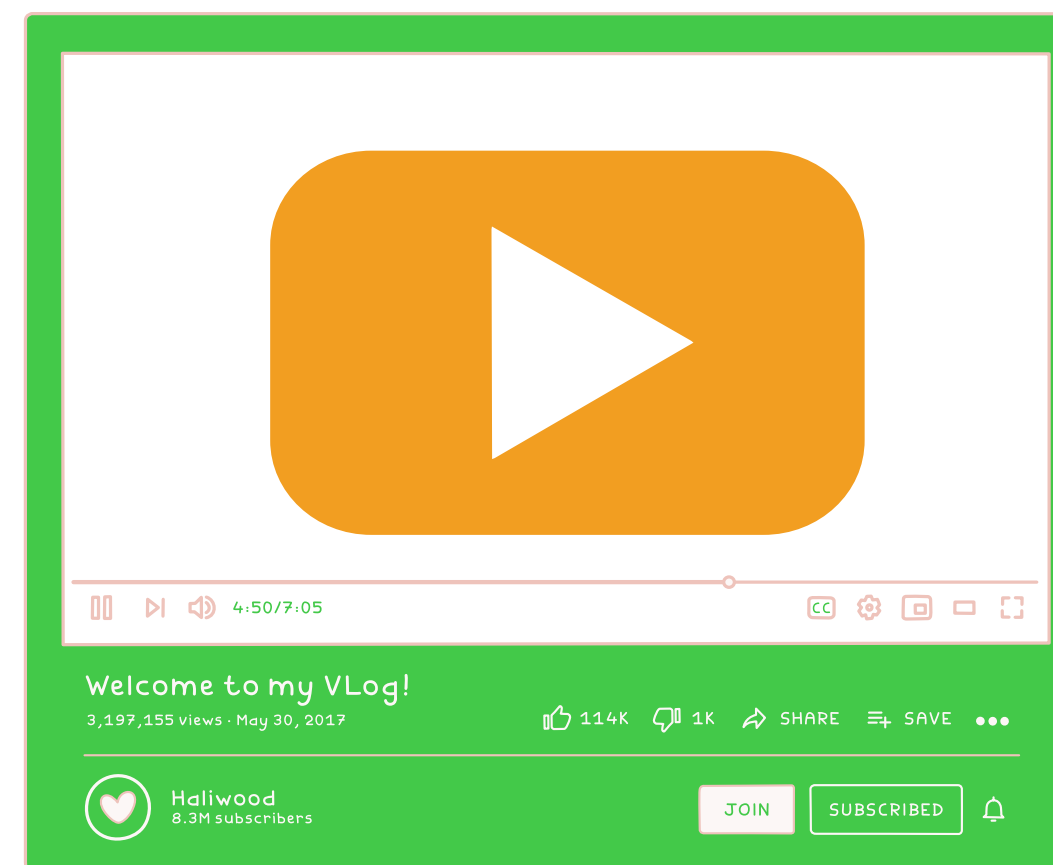 4:50/7:05
CC
Welcome to my VLog!
3,197,155 views · May 30, 2017
114K 1K SHARE SAVE
Haliwood
8.3M subscribers
JOIN SUBSCRIBED